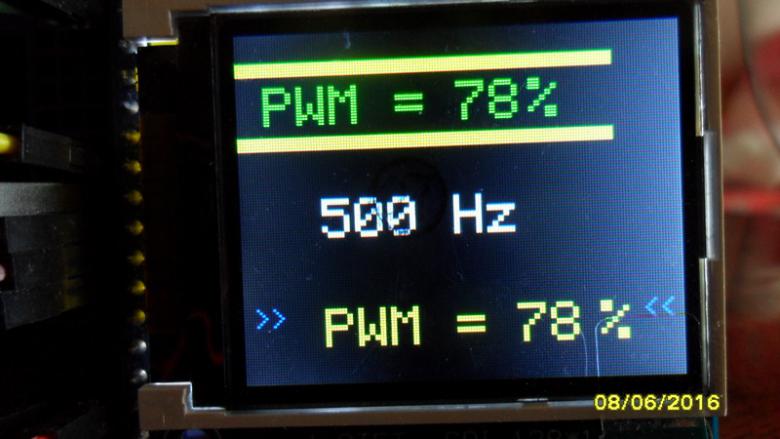 PWM = 78%
500 Hz
>> PWM = 78% <<
08/06/2016